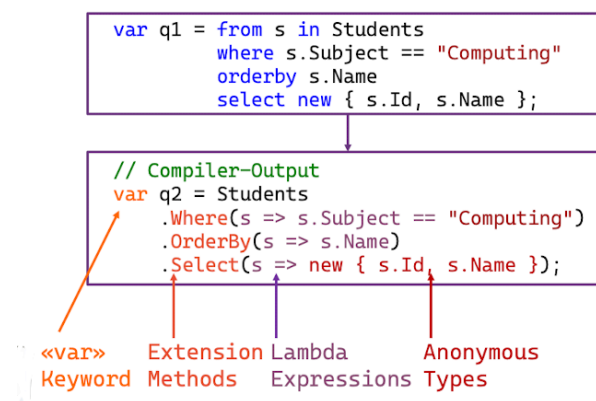 var q1 = from s in Students
where s.Subject == "Computing"
orderby s.Name
select new { s.Id, s.Name };
// Compiler-Output
var q2 = Students
.Where(s => s.Subject == "Computing")
.OrderBy(s => s.Name)
.Select(s => new { s.Id, s.Name });
«var» Keyword
Extension Methods
Lambda Expressions
Anonymous Types